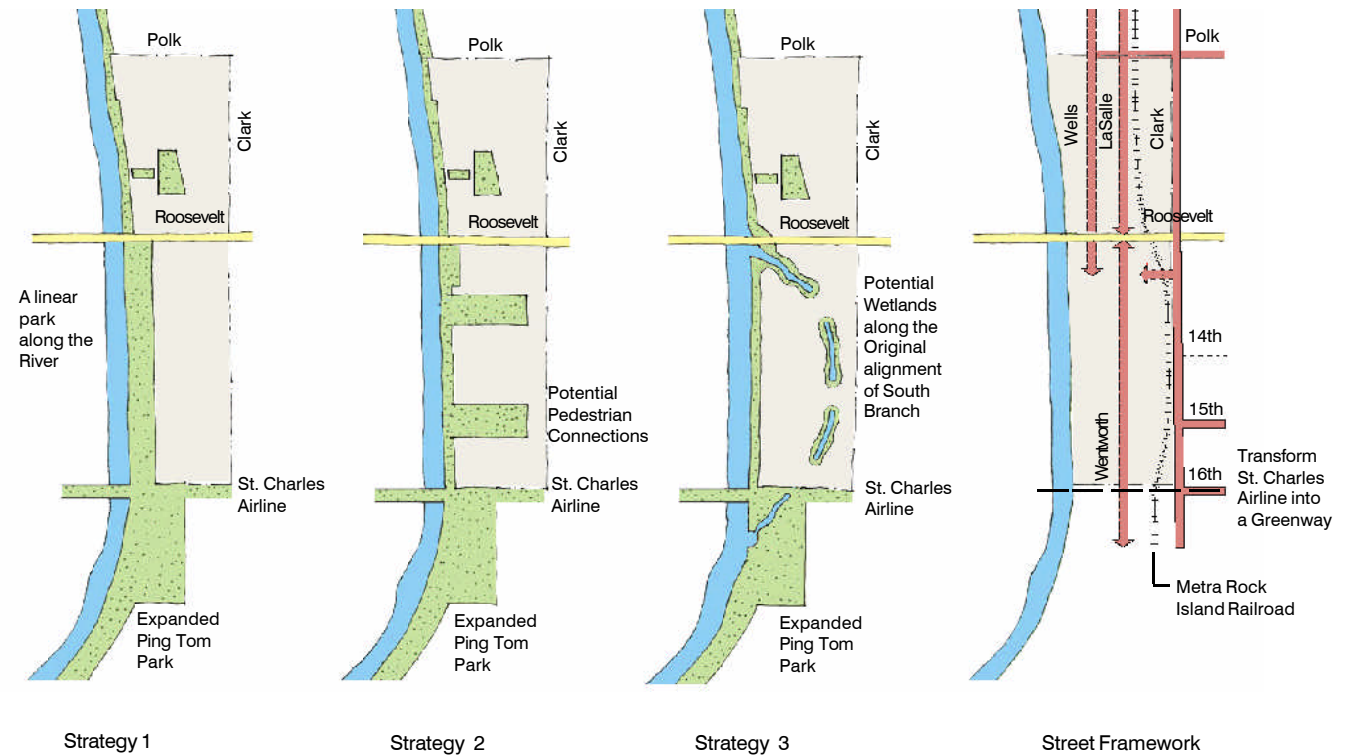 Polk
Clark
Roosevelt
A linear
park
along the
River
St. Charles
Airline
Expanded
Ping Tom
Park
Strategy 1
Polk
Clark
Roosevelt
Potential
Pedestrian
Connections
St. Charles
Airline
Expanded
Ping Tom
Park
Strategy 2
Polk
Clark
Roosevelt
Potential
Wetlands
along the
Original
alignment
of South
Branch
St. Charles
Airline
Expanded
Ping Tom
Park
Strategy 3
Polk
Wells
LaSalle
Clark
Roosevelt
14th
15th
Wentworth
16th
Transform
St. Charles
Airline into
a Greenway
Metra Rock
Island Railroad
Street Framework